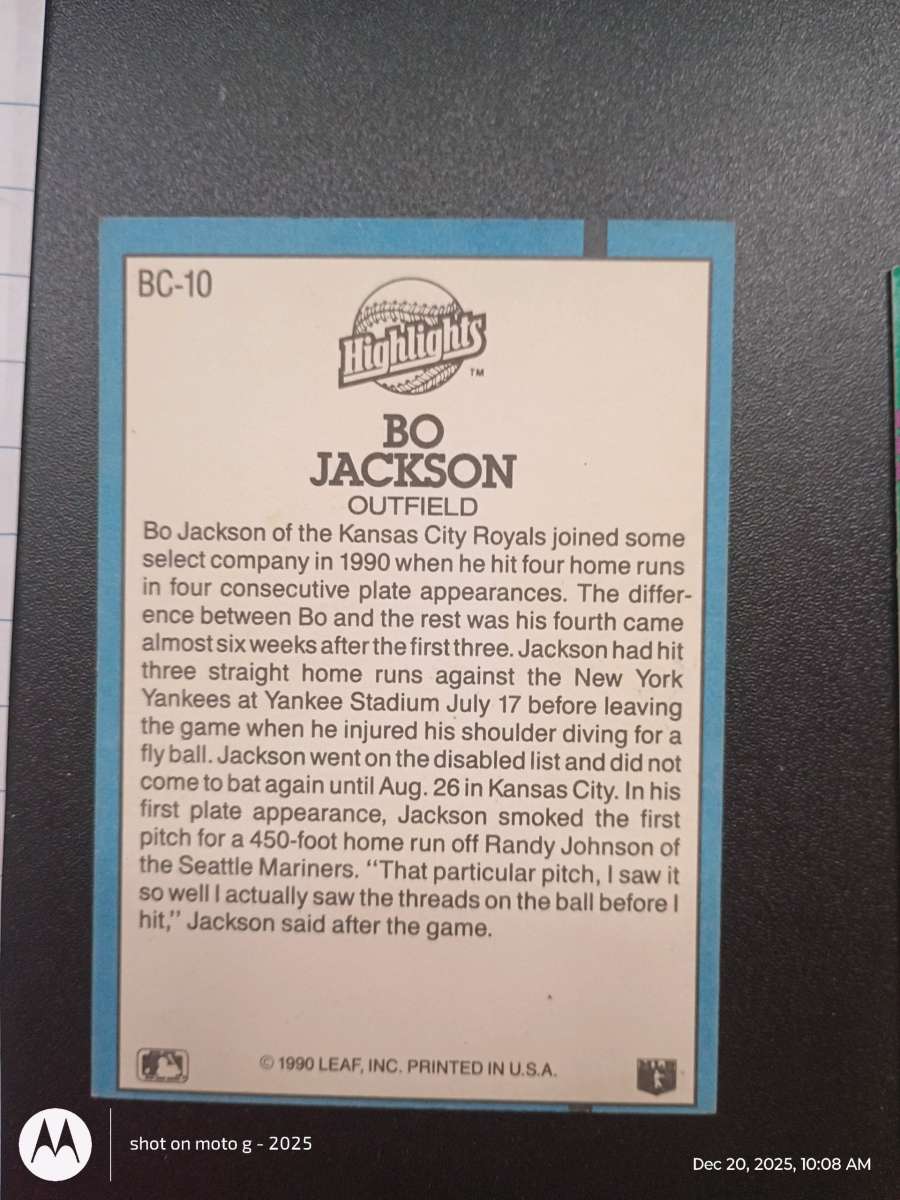 BC-10
Highlights TM
BO
JACKSON
OUTFIELD
Bo Jackson of the Kansas City Royals joined some
select company in 1990 when he hit four home runs
in four consecutive plate appearances. The differ-
ence between Bo and the rest was his fourth came
almost six weeks after the first three. Jackson had hit
three straight home runs against the New York
Yankees at Yankee Stadium July 17 before leaving
the game when he injured his shoulder diving for a
fly ball. Jackson went on the disabled list and did not
come to bat again until Aug. 26 in Kansas City. In his
first plate appearance, Jackson smoked the first
pitch for a 450-foot home run off Randy Johnson of
the Seattle Mariners. “That particular pitch, I saw it
so well I actually saw the threads on the ball before I
hit,” Jackson said after the game.
© 1990 LEAF, INC. PRINTED IN U.S.A.
shot on moto g - 2025
Dec 20, 2025, 10:08 AM